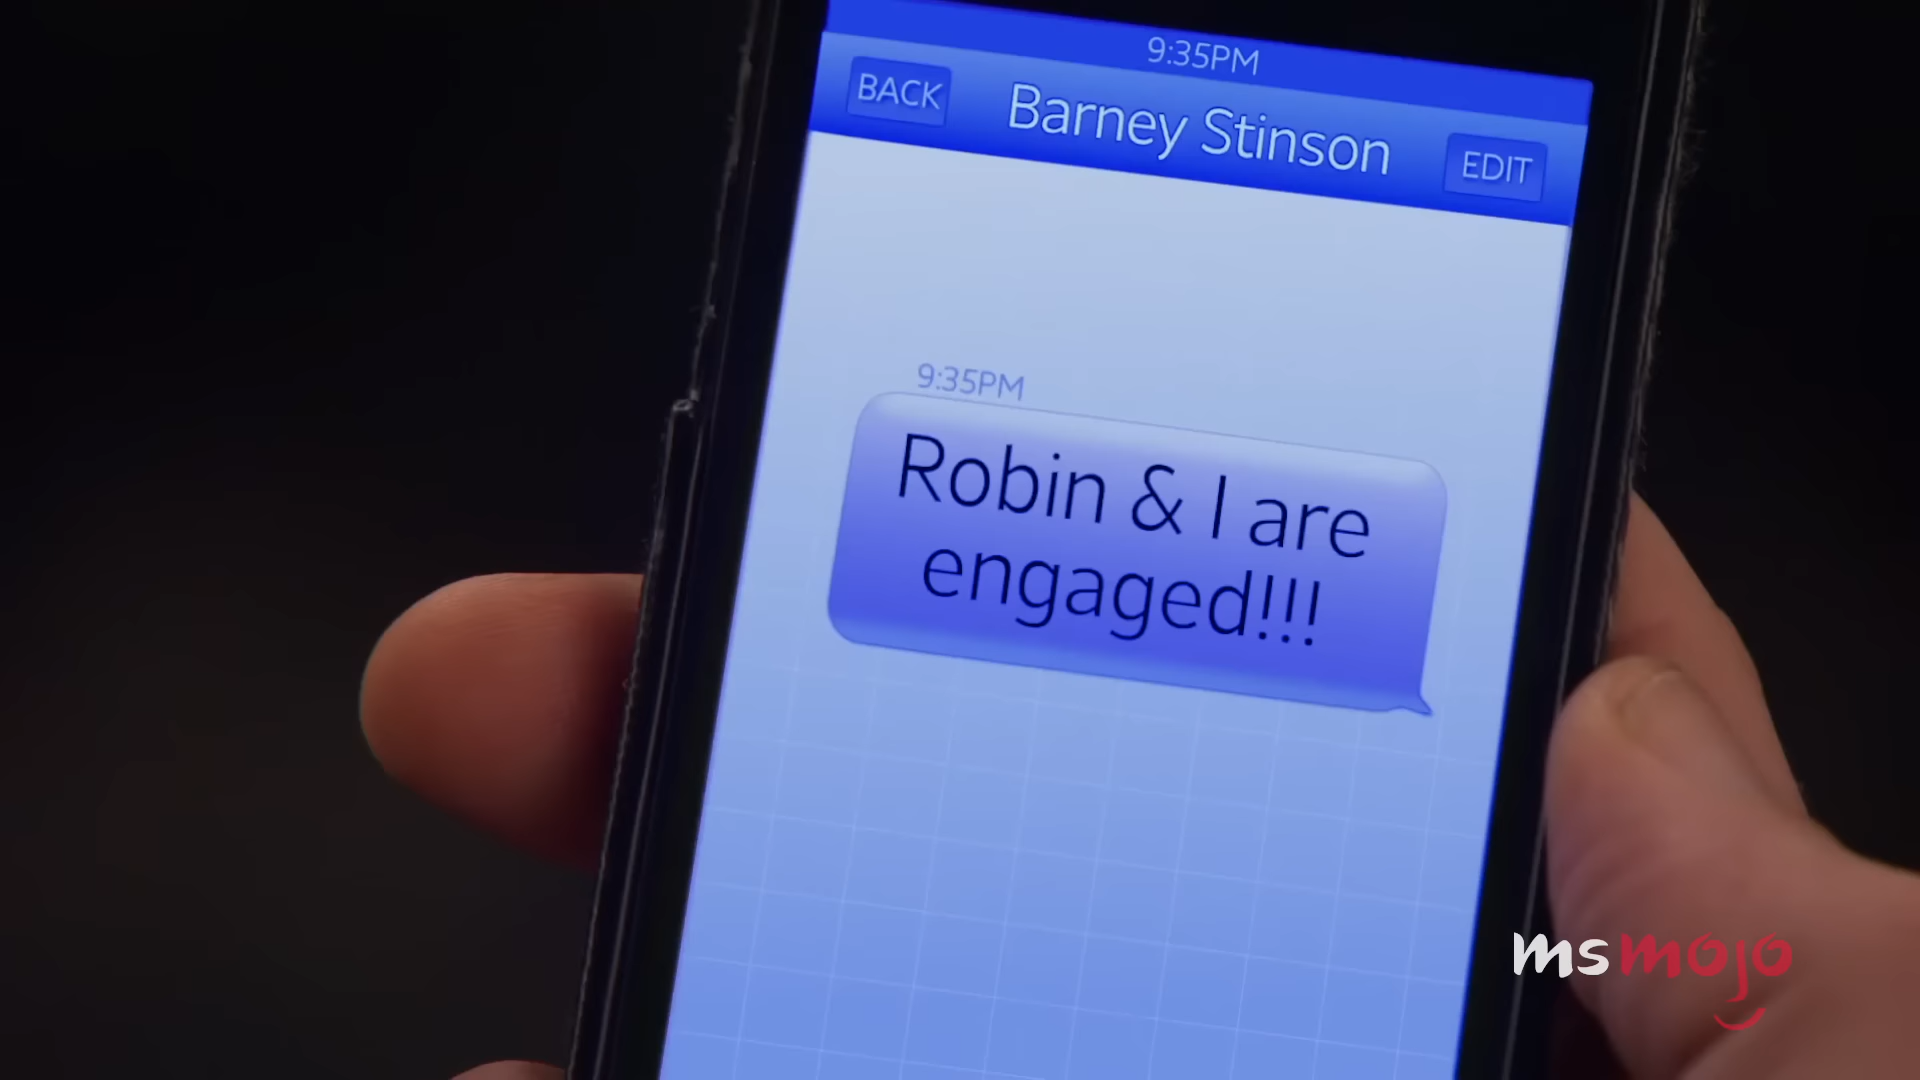 9:35PM
BACK
Barney Stinson
EDIT
9:35PM
Robin & I are
engaged!!!
msmojo